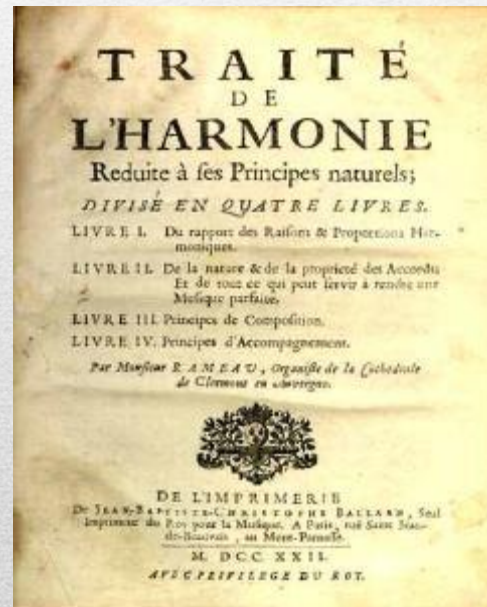 TRAITÉ
DE
L'HARMONIE
Reduite à ses Principes naturels;
DIVISÉ EN QUATRE LIVRES.
LIVRE I. Du rapport des Raisons & Proportions Har-
moniques.
LIVRE II. De la nature & de la proprieté des Accords;
Et de tout ce qui peut servir à rendre une
Musique parfaite.
LIVRE III. Principes de Composition.
LIVRE IV. Principes d'Accompagnement.
Par Monsieur RAMEAU, Organiste de la Cathedrale
de Clermont en Auvergne.
DE L'IMPRIMERIE
De JEAN-BAPTISTE-CHRISTOPHE BALLARD, Seul
Imprimeur du Roy pour la Musique. A Paris, ruë Saint Jean-
de-Beauvais, au Mont-Parnasse.
M. DCC. XXII.
AVEC PRIVILEGE DU ROY.